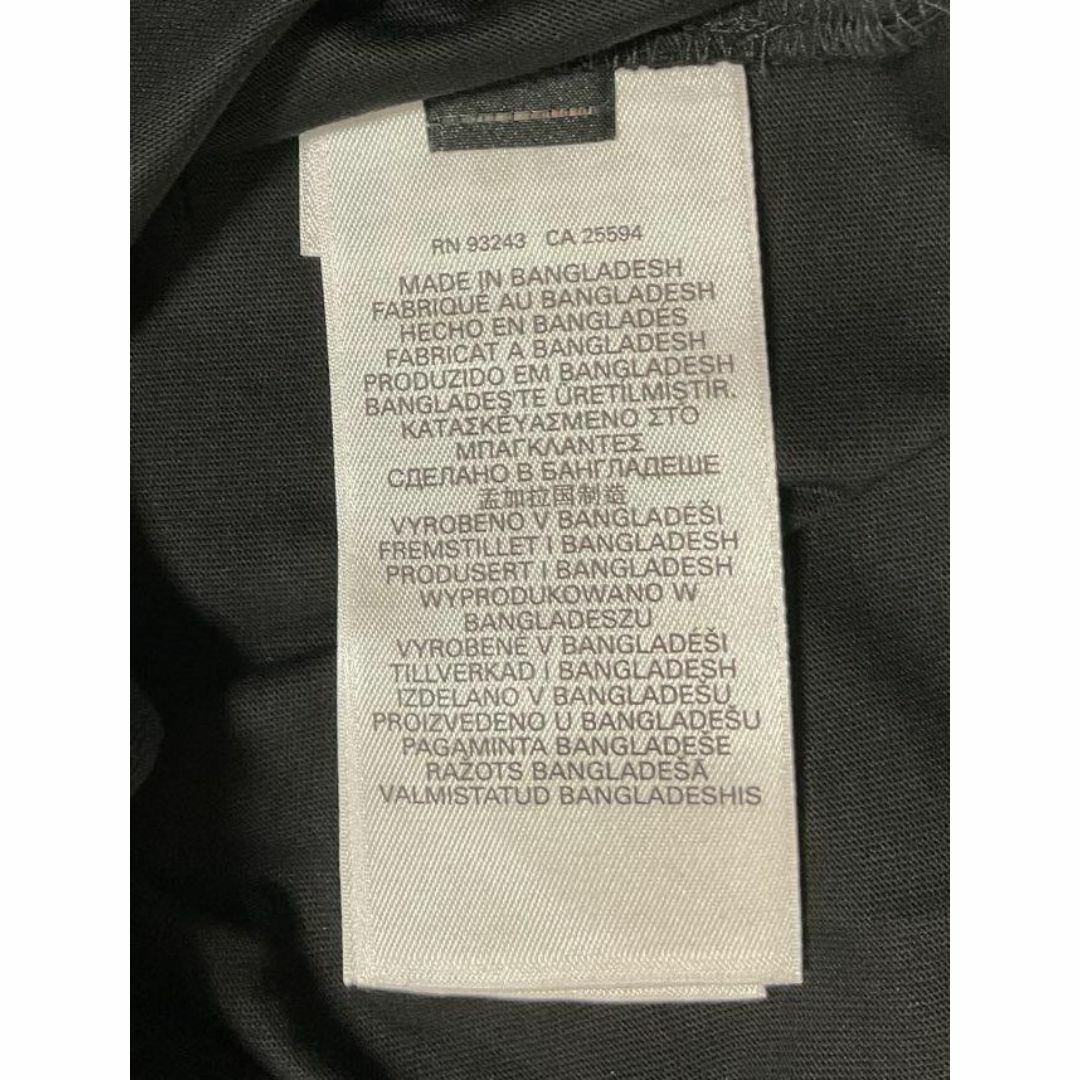 RN 93243 CA 25594
MADE IN BANGLADESH
FABRIQUÉ AU BANGLADESH
HECHO EN BANGLADÉS
FABRICAT A BANGLADESH
PRODUZIDO EM BANGLADESH
BANGLADEŞ'TE ÜRETİLMİŞTİR.
ΚΑΤΑΣΚΕΥΑΣΜΕΝΟ ΣΤΟ
ΜΠΑΓΚΛΑΝΤΕΣ
СДЕЛАНО В БАНГЛАДЕШЕ
孟加拉国制造
VYROBENO V BANGLADÉŠI
FREMSTILLET I BANGLADESH
PRODUSERT I BANGLADESH
WYPRODUKOWANO W
BANGLADESZU
VYROBENÉ V BANGLADÉŠI
TILLVERKAD I BANGLADESH
IZDELANO V BANGLADEŠU
PROIZVEDENO U BANGLADEŠU
PAGAMINTA BANGLADEŠE
RAŽOTS BANGLADEŠĀ
VALMISTATUD BANGLADESHIS